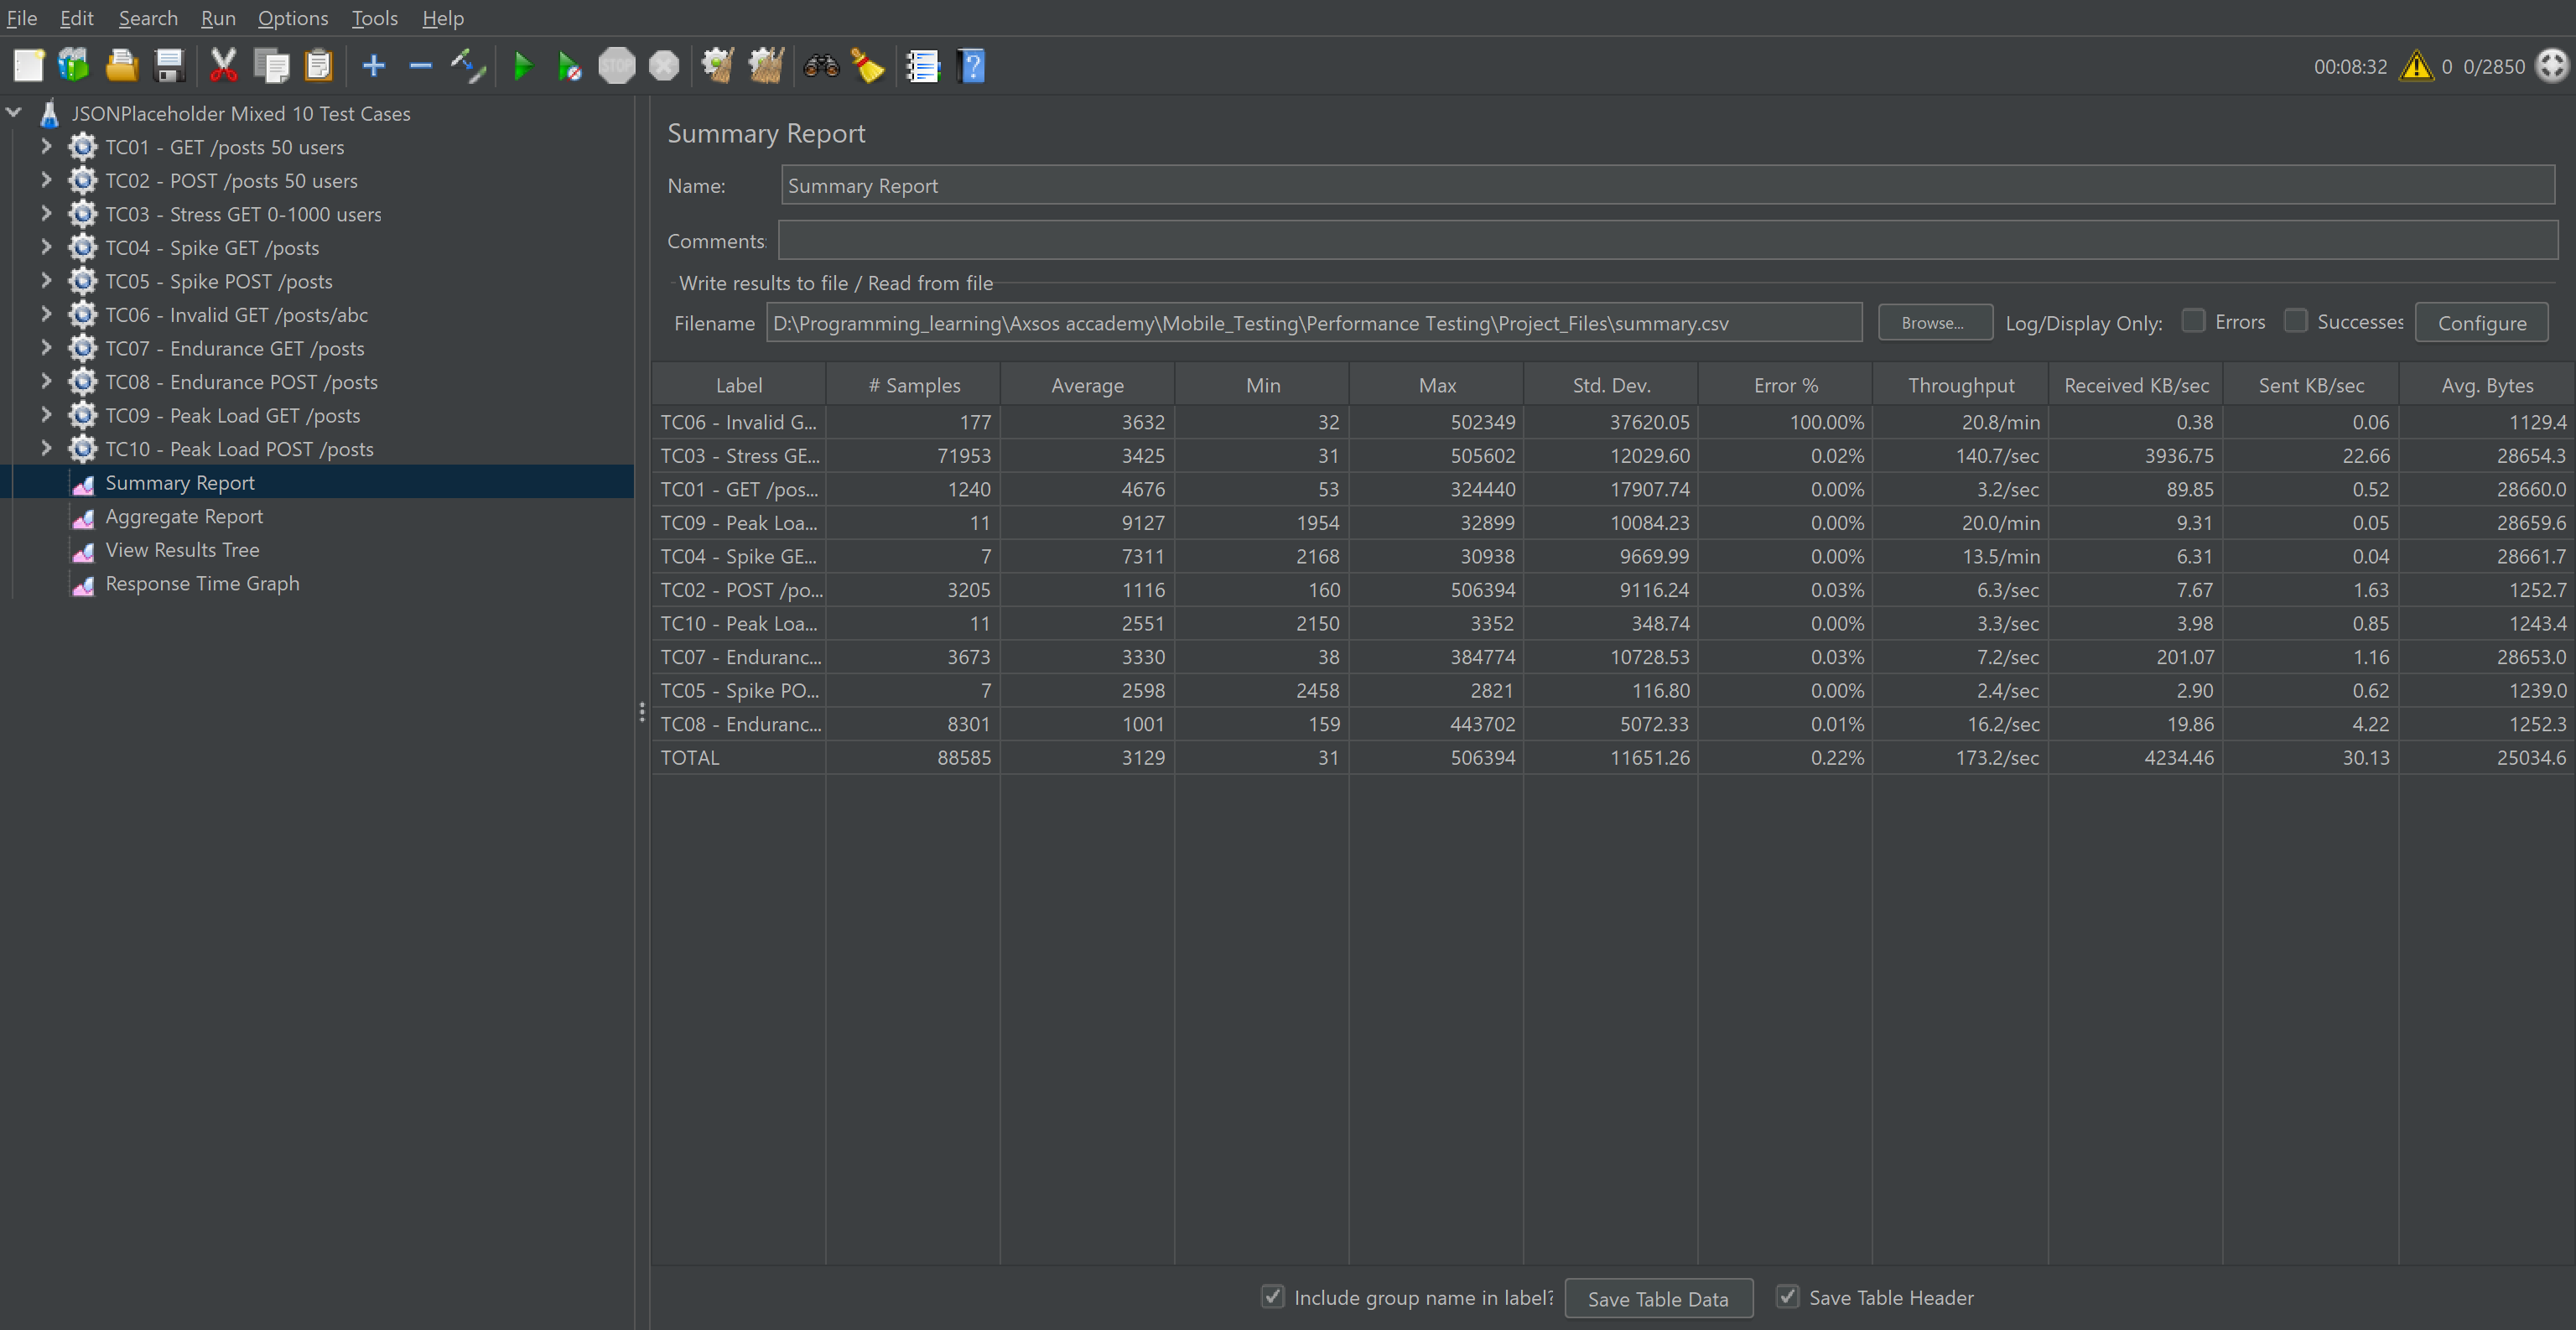 File Edit Search Run Options Tools Help
STOP
00:08:32 0 0/2850
JSONPlaceholder Mixed 10 Test Cases
TC01 - GET /posts 50 users
TC02 - POST /posts 50 users
TC03 - Stress GET 0-1000 users
TC04 - Spike GET /posts
TC05 - Spike POST /posts
TC06 - Invalid GET /posts/abc
TC07 - Endurance GET /posts
TC08 - Endurance POST /posts
TC09 - Peak Load GET /posts
TC10 - Peak Load POST /posts
Summary Report
Aggregate Report
View Results Tree
Response Time Graph
Summary Report
Name: Summary Report
Comments:
Write results to file / Read from file
Filename D:\Programming_learning\Axsos accademy\Mobile_Testing\Performance Testing\Project_Files\summary.csv Browse... Log/Display Only: Errors Successes Configure
Label # Samples Average Min Max Std. Dev. Error % Throughput Received KB/sec Sent KB/sec Avg. Bytes
TC06 - Invalid G... 177 3632 32 502349 37620.05 100.00% 20.8/min 0.38 0.06 1129.4
TC03 - Stress GE... 71953 3425 31 505602 12029.60 0.02% 140.7/sec 3936.75 22.66 28654.3
TC01 - GET /pos... 1240 4676 53 324440 17907.74 0.00% 3.2/sec 89.85 0.52 28660.0
TC09 - Peak Loa... 11 9127 1954 32899 10084.23 0.00% 20.0/min 9.31 0.05 28659.6
TC04 - Spike GE... 7 7311 2168 30938 9669.99 0.00% 13.5/min 6.31 0.04 28661.7
TC02 - POST /po... 3205 1116 160 506394 9116.24 0.03% 6.3/sec 7.67 1.63 1252.7
TC10 - Peak Loa... 11 2551 2150 3352 348.74 0.00% 3.3/sec 3.98 0.85 1243.4
TC07 - Enduranc... 3673 3330 38 384774 10728.53 0.03% 7.2/sec 201.07 1.16 28653.0
TC05 - Spike PO... 7 2598 2458 2821 116.80 0.00% 2.4/sec 2.90 0.62 1239.0
TC08 - Enduranc... 8301 1001 159 443702 5072.33 0.01% 16.2/sec 19.86 4.22 1252.3
TOTAL 88585 3129 31 506394 11651.26 0.22% 173.2/sec 4234.46 30.13 25034.6
Include group name in label? Save Table Data Save Table Header